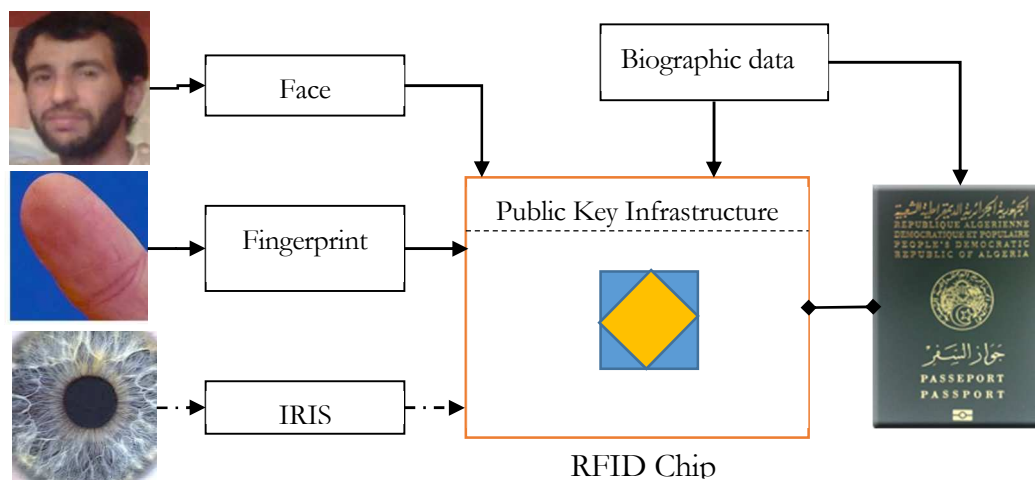 Face
Biographic data
Public Key Infrastructure
Fingerprint
IRIS
RFID Chip
الجمهورية الجزائرية الديمقراطية الشعبية
REPUBLIQUE ALGERIENNE
DEMOCRATIQUE ET POPULAIRE
PEOPLE'S DEMOCRATIC
REPUBLIC OF ALGERIA
جواز السفر
PASSEPORT
PASSPORT